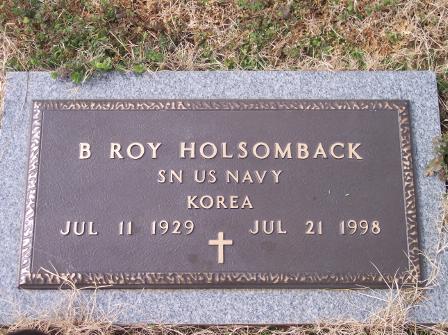 B ROY HOLSOMBACK
SN US NAVY
KOREA
JUL 11 1929 JUL 21 1998